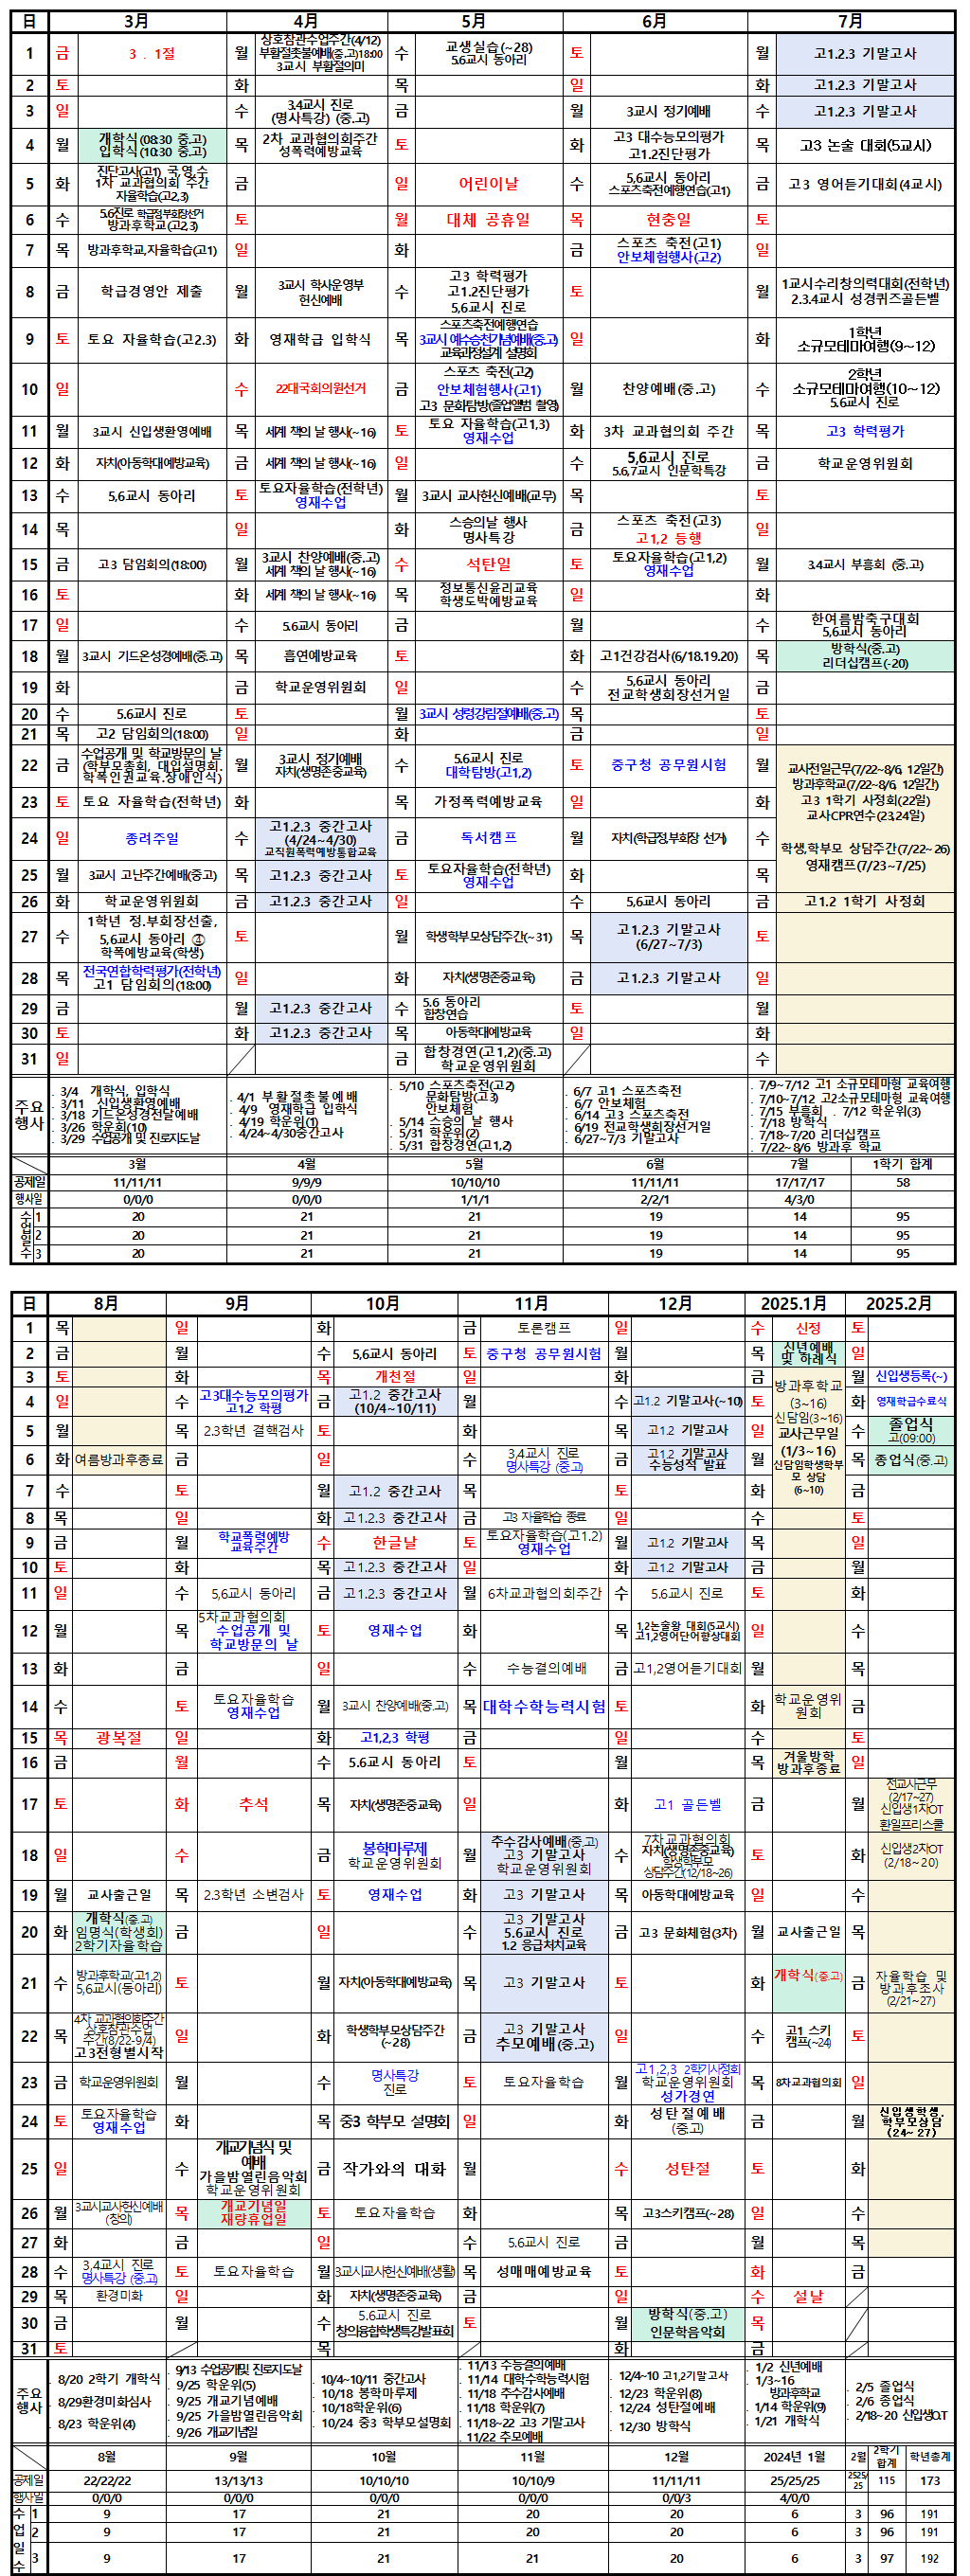 일 3월 4월 5월 6월 7월
1 금 3 . 1절 월 상호참관수업주간(4/12) 수 교생실습(~28) 토 월 고1.2.3 기말고사
부활절촛불예배(중.고)18:00 5.6교시 동아리
3교시 부활절의미
2 토 화 목 일 화 고1.2.3 기말고사
3 일 수 3.4교시 진로 금 월 3교시 정기예배 수 고1.2.3 기말고사
(명사특강) (중.고)
4 월 개학식(08:30 중.고) 목 2차 교과협의회주간 토 화 고3 대수능모의평가 목 고3 논술 대회(5교시)
입학식(10:30 중.고) 성폭력예방교육 고1.2진단평가
5 화 진단고사(고1) 국,영,수 금 일 어린이날 수 5,6교시 동아리 금 고3 영어듣기대회(4교시)
1차 교과협의회 주간 스포츠축전예행연습(고1)
자율학습(고2,3)
6 수 5.6진로 학급정.부회장선거 토 월 대체 공휴일 목 현충일 토
방과후학교(고2,3)
7 목 방과후학교,자율학습(고1) 일 화 금 스포츠 축전(고1) 일
안보체험행사(고2)
8 금 학급경영안 제출 월 3교시 학사운영부 수 고3 학력평가 토 월 1교시수리창의력대회(전학년)
헌신예배 고1.2진단평가 2.3.4교시 성경퀴즈골든벨
5,6교시 진로
9 토 토요 자율학습(고2.3) 화 영재학급 입학식 목 스포츠축전예행연습 일 화 1학년
3교시 예수승천기념예배(중.고) 소규모테마여행(9~12)
교육과정설계 설명회
10 일 수 22대국회의원선거 금 스포츠 축전(고2) 월 찬양예배(중.고) 수 2학년
안보체험행사(고1) 소규모테마여행(10~12)
고3 문화탐방(졸업앨범 촬영) 5.6교시 진로
11 월 3교시 신입생환영예배 목 세계 책의 날 행사(~16) 토 토요 자율학습(고1,3) 화 3차 교과협의회 주간 목 고3 학력평가
영재수업
12 화 자치(아동학대예방교육) 금 세계 책의 날 행사(~16) 일 수 5,6교시 진로 금 학교운영위원회
5.6,7교시 인문학특강
13 수 5,6교시 동아리 토 토요자율학습(전학년) 월 3교시 교사헌신예배(교무) 목 토
영재수업
14 목 일 화 스승의날 행사 금 스포츠 축전(고3) 일
명사특강 고1,2 등행
15 금 고3 담임회의(18:00) 월 3교시 찬양예배(중.고) 수 석탄일 토 토요자율학습(고1,2) 월 3.4교시 부흥회 (중.고)
세계 책의 날 행사(~16) 영재수업
16 토 화 세계 책의 날 행사(~16) 목 정보통신윤리교육 일 화
학생도박예방교육
17 일 수 5.6교시 동아리 금 월 수 한여름밤축구대회
5,6교시 동아리
18 월 3교시 기드온성경예배(중.고) 목 흡연예방교육 토 화 고1건강검사(6/18.19.20) 목 방학식(중.고)
리더십캠프(-20)
19 화 금 학교운영위원회 일 수 5,6교시 동아리 금
전교학생회장선거일
20 수 5.6교시 진로 토 월 3교시 성령강림절예배(중.고) 목 토
21 목 고2 담임회의(18:00) 일 화 금 일
22 금 수업공개 및 학교방문의 날 월 3교시 정기예배 수 5.6교시 진로 토 중구청 공무원시험 월
(학부모총회, 대입설명회, 자치(생명존중교육) 대학탐방(고1,2)
학폭인권교육.장애인식)
교사전일근무(7/22~8/6, 12일간)
방과후학교(7/22~8/6, 12일간)
고3 1학기 사정회(22일)
교사CPR연수(23,24일)
학생,학부모 상담주간(7/22~26)
영재캠프(7/23~7/25)
23 토 토요 자율학습(전학년) 화 목 가정폭력예방교육 일 화
24 일 종려주일 수 고1.2.3 중간고사 금 독서캠프 월 자치(학급정,부회장 선거) 수
(4/24~4/30)
교직원폭력예방통합교육
25 월 3교시 고난주간예배(중고) 목 고1.2.3 중간고사 토 토요자율학습(전학년) 화 목
영재수업
26 화 학교운영위원회 금 고1.2.3 중간고사 일 수 5,6교시 동아리 금 고1.2 1학기 사정회
27 수 1학년 정.부회장선출, 토 월 학생학부모상담주간(~31) 목 고1.2.3 기말고사 토
5,6교시 동아리 ④ (6/27~7/3)
학폭예방교육(학생)
28 목 전국연합학력평가(전학년) 일 화 자치(생명존중교육) 금 고1.2.3 기말고사 일
고1 담임회의(18:00)
29 금 월 고1.2.3 중간고사 수 5.6 동아리 토 월
합창연습
30 토 화 고1.2.3 중간고사 목 아동학대예방교육 일 화
31 일 금 합창경연(고1,2)(중.고) 수
학교운영위원회
주요
행사
. 3/4 개학식, 입학식
. 3/11 신입생환영예배
. 3/18 기드온성경전달예배
. 3/26 학운회(10)
. 3/29 수업공개 및 진로지도날
. 4/1 부활절촛불예배
. 4/9 영재학급 입학식
. 4/19 학운위(1)
. 4/24~4/30중간고사
. 5/10 스포츠축전(고2)
문화탐방(고3)
안보체험
. 5/14 스승의 날 행사
. 5/31 학운위(2)
. 5/31 합창경연(고1,2)
. 6/7 고1 스포츠축전
. 6/7 안보체험
. 6/14 고3 스포츠축전
. 6/19 전교학생회장선거일
. 6/27~7/3 기말고사
. 7/9~7/12 고1 소규모테마형 교육여행
. 7/10~7/12 고2소규모테마형 교육여행
. 7/15 부흥회 . 7/12 학운위(3)
. 7/18 방학식
. 7/18~7/20 리더십캠프
. 7/22~8/6 방과후 학교
3월 4월 5월 6월 7월 1학기 합계
공제일 11/11/11 9/9/9 10/10/10 11/11/11 17/17/17 58
행사일 0/0/0 0/0/0 1/1/1 2/2/1 4/3/0
수업일수
1 20 21 21 19 14 95
2 20 21 21 19 14 95
3 20 21 21 19 14 95
일 8월 9월 10월 11월 12월 2025.1월 2025.2월
1 목 일 화 금 토론캠프 일 수 신정 토
2 금 월 수 5,6교시 동아리 토 중구청 공무원시험 월 목 신년예배 일
및 하례식
3 토 화 목 개천절 일 화 금 월 신입생등록(~)
방과후학교
(3~16)
신담임(3~16)
교사근무일
(1/3~16)
신담임학생학부
모 상담
(6~10)
4 일 수 고3대수능모의평가 금 고1.2 중간고사 월 수 고1.2 기말고사(~10) 토 화 영재학급수료식
고1.2 학평 (10/4~10/11)
5 월 목 2.3학년 결핵검사 토 화 목 고1.2 기말고사 일 수 졸업식
고(09:00)
6 화 여름방과후종료 금 일 수 3,4교시 진로 금 고1.2 기말고사 월 목 종업식(중.고)
명사특강 (중.고) 수능성적 발표
7 수 토 월 고1.2 중간고사 목 토 화 금
8 목 일 화 고1.2.3 중간고사 금 고3 자율학습 종료 일 수 토
9 금 월 학교폭력예방 수 한글날 토 토요자율학습(고1.2) 월 고1.2 기말고사 목 일
교육주간 영재수업
10 토 화 목 고1.2.3 중간고사 일 화 고1.2 기말고사 금 월
11 일 수 5,6교시 동아리 금 고1.2.3 중간고사 월 6차교과협의회주간 수 5.6교시 진로 토 화
12 월 목 5차교과협의회 토 영재수업 화 목 1,2논술왕 대회(5교시) 일 수
수업공개 및 고1,2영어단어향상대회
학교방문의 날
13 화 금 일 수 수능결의예배 금 고1,2영어듣기대회 월 목
14 수 토 토요자율학습 월 3교시 찬양예배(중.고) 목 대학수학능력시험 토 화 학교운영위 금
영재수업 원회
15 목 광복절 일 화 고1,2,3 학평 금 일 수 토
16 금 월 수 5.6교시 동아리 토 월 목 겨울방학 일
방과후종료
17 토 화 추석 목 자치(생명존중교육) 일 화 고1 골든벨 금 월 전교사근무
(2/17~27)
신입생1차OT
환일프리스쿨
18 일 수 금 봉학마루제 월 추수감사예배(중.고) 수 7차교과협의회 토 화 신입생2차OT
학교운영위원회 고3 기말고사 자치(생명존중교육) (2/18~20)
학교운영위원회 학생학부모
상담주간(12/18~26)
19 월 교사출근일 목 2.3학년 소변검사 토 영재수업 화 고3 기말고사 목 아동학대예방교육 일 수
20 화 개학식(중.고) 금 일 수 고3 기말고사 금 고3 문화체험(3차) 월 교사출근일 목
임명식(학생회) 5.6교시 진로
2학기자율학습 1.2 응급처치교육
21 수 방과후학교(고1,2) 토 월 자치(아동학대예방교육) 목 고3 기말고사 토 화 개학식(중.고) 금 자율학습 및
5,6교시(동아리) 방과후조사
(2/21~27)
22 목 4차 교과협의회주간 일 화 학생학부모상담주간 금 고3 기말고사 일 수 고1 스키 토
상호참관수업 (~28) 추모예배(중.고) 캠프(~24)
주간(8/22-9/4)
고3전형별시작
23 금 학교운영위원회 월 수 명사특강 토 토요자율학습 월 고1,2,3 2학기사정회 목 8차교과협의회 일
진로 학교운영위원회
성가경연
24 토 토요자율학습 화 목 중3 학부모 설명회 일 화 성탄절예배 금 월 신입생학생,
영재수업 (중고) 학부모상담
(24~27)
25 일 수 개교기념식 및 금 작가와의 대화 월 수 성탄절 토 화
예배
가을밤열린음악회
학교운영위원회
26 월 3교시교사헌신예배 목 개교기념일 토 토요자율학습 화 목 고3스키캠프(~28) 일 수
(창의) 재량휴업일
27 화 금 일 수 5.6교시 진로 금 월 목
28 수 3,4교시 진로 토 토요자율학습 월 3교시교사헌신예배(생활) 목 성매매예방교육 토 화 금
명사특강 (중.고)
29 목 환경미화 일 화 자치(생명존중교육) 금 일 수 설날
30 금 월 수 5.6교시 진로 토 월 방학식(중.고) 목
창의융합학생특강발표회 인문학음악회
31 토 목 화 금
주요
행사
. 8/20 2학기 개학식
. 8/29환경미화심사
. 8/23 학운위(4)
. 9/13 수업공개및 진로지도날
. 9/25 학운위(5)
. 9/25 개교기념예배
. 9/25 가을밤열린음악회
. 9/26 개교기념일
. 10/4~10/11 중간고사
. 10/18 봉학마루제
. 10/18학운위(6)
. 10/24 중3 학부모설명회
. 11/13 수능결의예배
. 11/14 대학수학능력시험
. 11/18 추수감사예배
. 11/18 학운위(7)
. 11/18~22 고3 기말고사
. 11/22 추모예배
. 12/4~10 고1,2기말고사
. 12/23 학운위(8)
. 12/24 성탄절예배
. 12/30 방학식
. 1/2 신년예배
. 1/3~16
방과후학교
. 1/14 학운위(9)
. 1/21 개학식
. 2/5 졸업식
. 2/6 종업식
. 2/18~20 신입생O.T
8월 9월 10월 11월 12월 2024년 1월 2월 2학기 합계 학년총계
공제일 22/22/22 13/13/13 10/10/10 10/10/9 11/11/11 25/25/25 25/25/25 115 173
행사일 0/0/0 0/0/0 0/0/0 0/0/0 0/0/3 4/0/0
수업일수
1 9 17 21 20 20 6 3 96 191
2 9 17 21 20 20 6 3 96 191
3 9 17 21 21 20 6 3 97 192